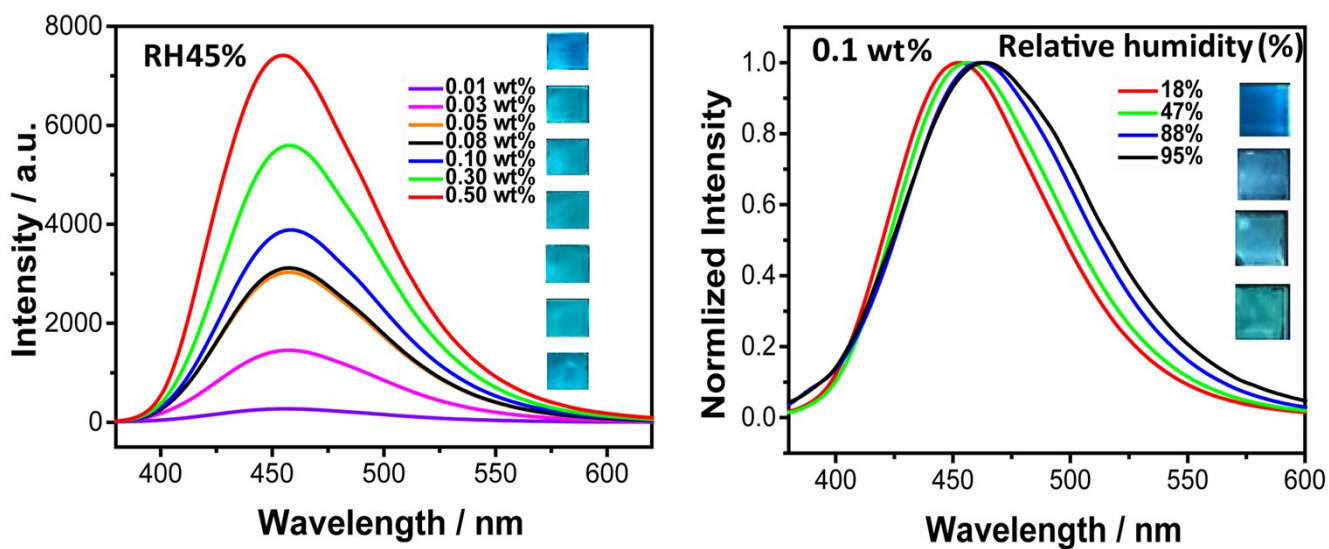 RH45%
0.01 wt%
0.03 wt%
0.05 wt%
0.08 wt%
0.10 wt%
0.30 wt%
0.50 wt%
8000
6000
4000
2000
0
Intensity / a.u.
400 450 500 550 600
Wavelength / nm
0.1 wt%
Relative humidity (%)
18%
47%
88%
95%
1.0
0.8
0.6
0.4
0.2
0.0
Normlized Intensity
400 450 500 550 600
Wavelength / nm